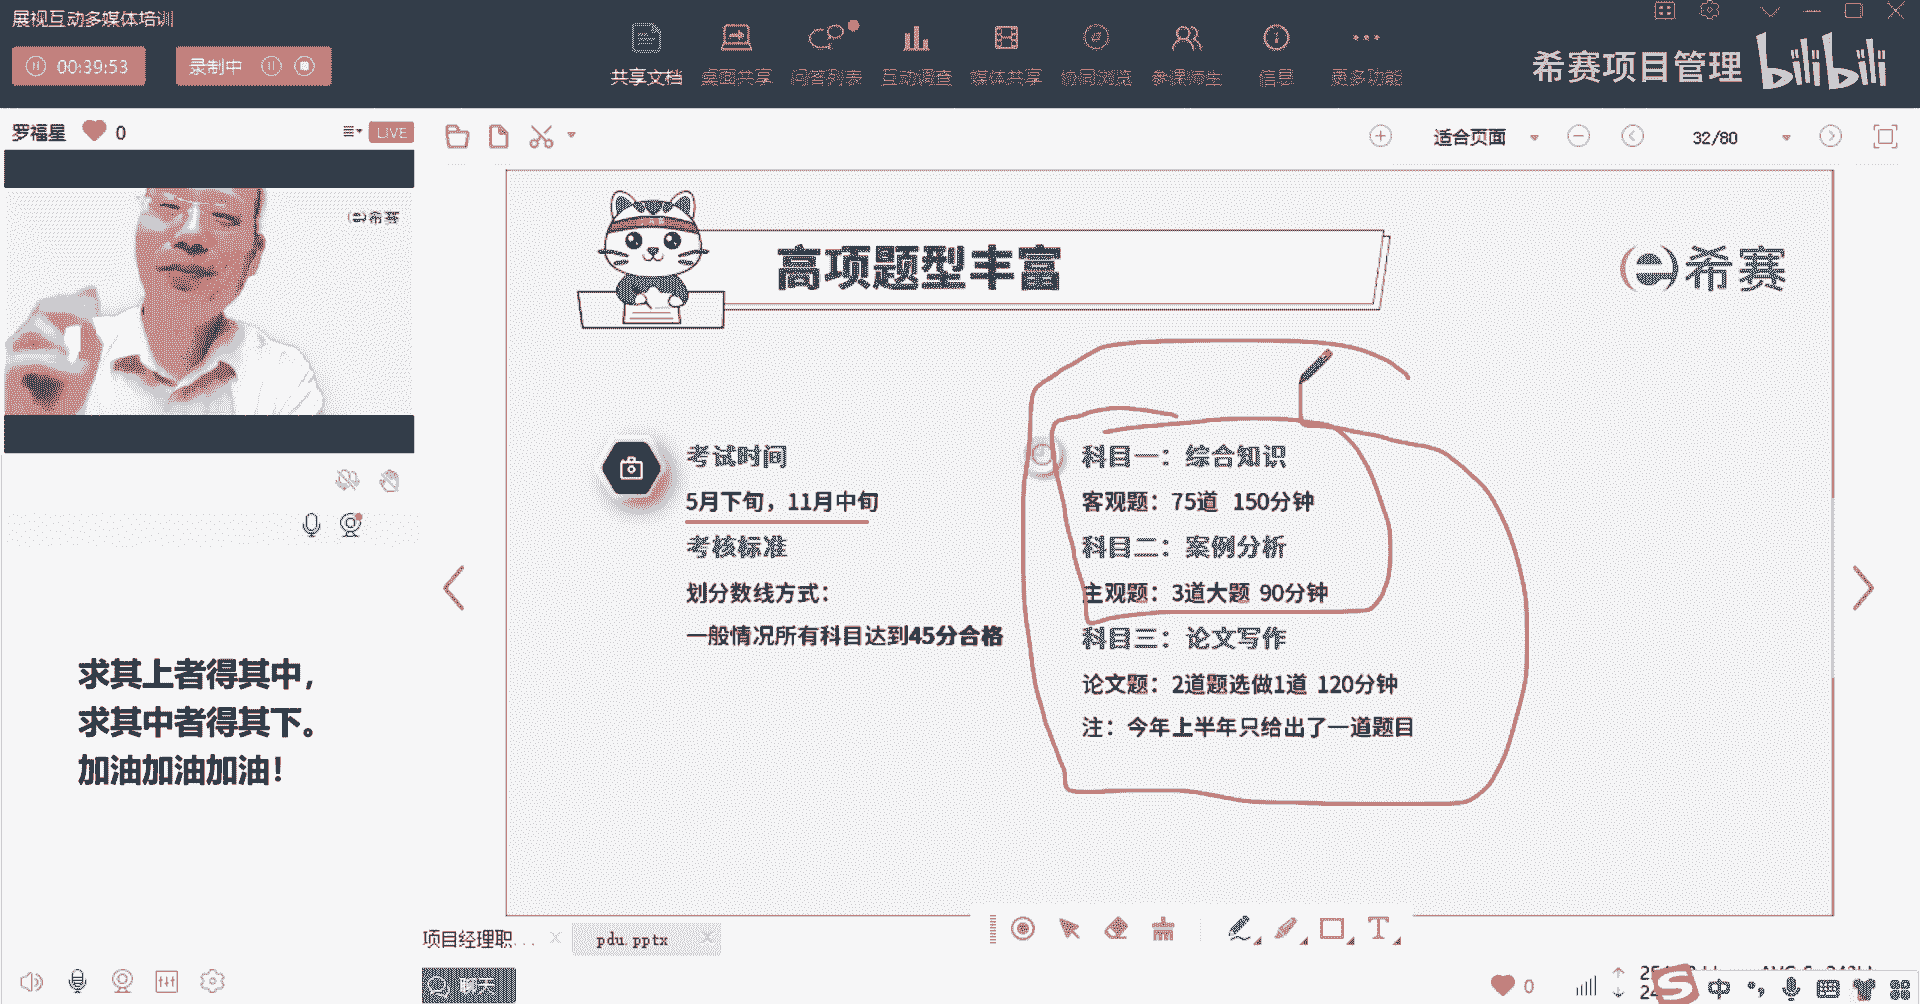 展视互动多媒体培训
00:39:53
录制中
共享文档
桌面共享
问答列表
互动调查
媒体共享
协同浏览
参课师生
信息
更多功能
希赛项目管理
bilibili
罗福星
0
LIVE
适合页面
32/80
希赛
高项题型丰富
希赛
考试时间
5月下旬，11月中旬
考核标准
划分数线方式：
一般情况所有科目达到45分合格
科目一：综合知识
客观题：75道 150分钟
科目二：案例分析
主观题：3道大题 90分钟
科目三：论文写作
论文题：2道题选做1道 120分钟
注：今年上半年只给出了一道题目
求其上者得其中，
求其中者得其下。
加油加油加油！
项目经理职...
pdu.pptx
T
聊天
0
中